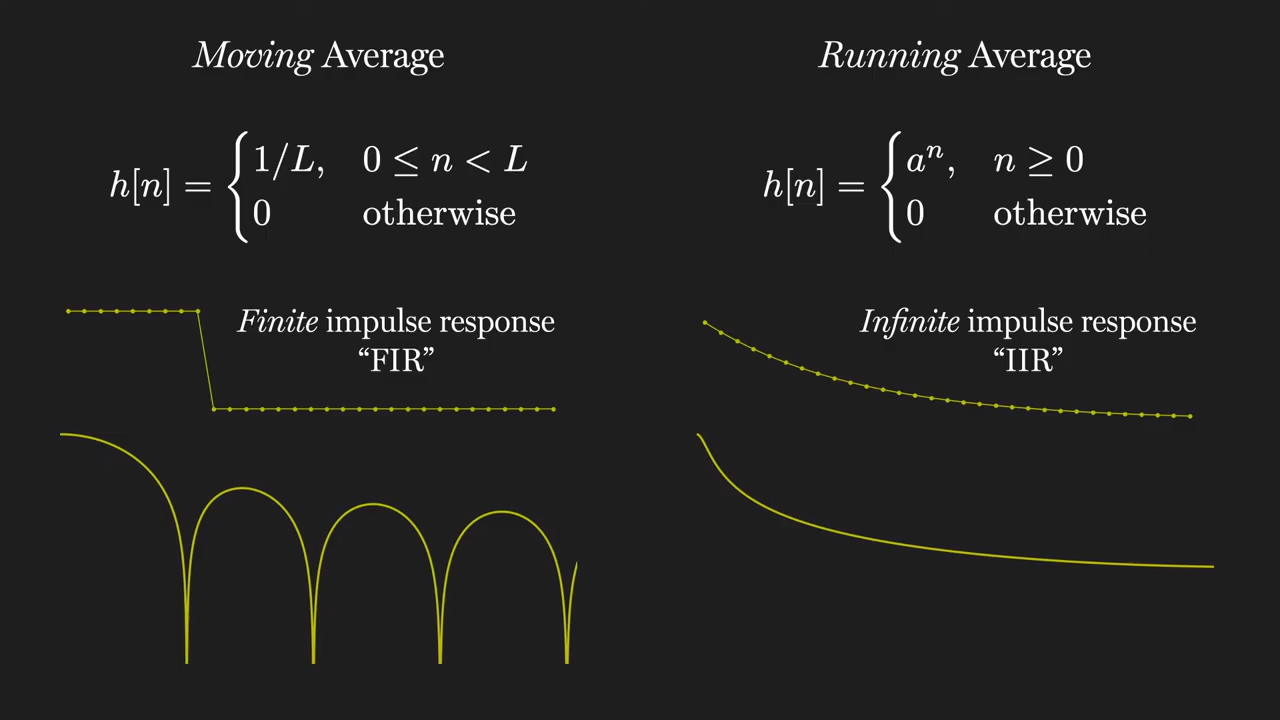 Moving Average
h[n] = { 1/L, 0 ≤ n < L
0 otherwise
Finite impulse response
“FIR”
Running Average
h[n] = { aⁿ, n ≥ 0
0 otherwise
Infinite impulse response
“IIR”